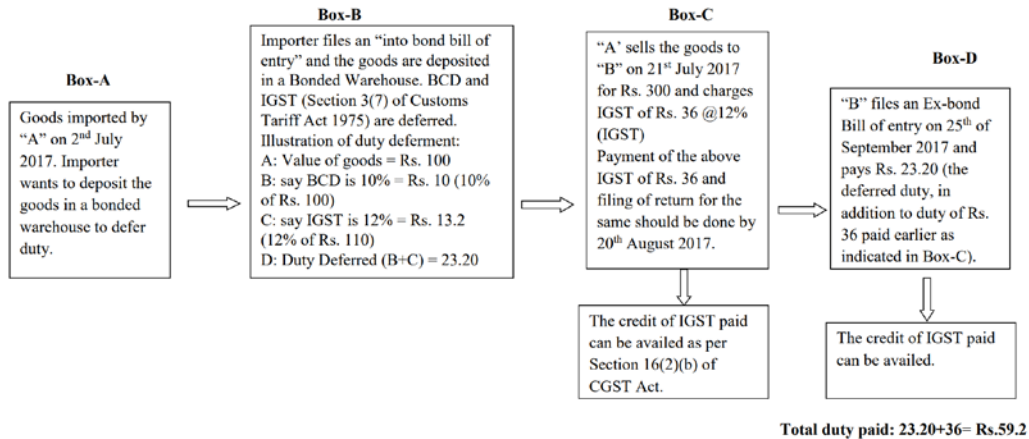 Box-A
Goods imported by
“A” on 2nd July
2017. Importer
wants to deposit the
goods in a bonded
warehouse to defer
duty.
Box-B
Importer files an “into bond bill of
entry” and the goods are deposited
in a Bonded Warehouse. BCD and
IGST (Section 3(7) of Customs
Tariff Act 1975) are deferred.
Illustration of duty deferment:
A: Value of goods = Rs. 100
B: say BCD is 10% = Rs. 10 (10%
of Rs. 100)
C: say IGST is 12% = Rs. 13.2
(12% of Rs. 110)
D: Duty Deferred (B+C) = 23.20
Box-C
“A’ sells the goods to
“B” on 21st July 2017
for Rs. 300 and charges
IGST of Rs. 36 @12%
(IGST)
Payment of the above
IGST of Rs. 36 and
filing of return for the
same should be done by
20th August 2017.
The credit of IGST paid
can be availed as per
Section 16(2)(b) of
CGST Act.
Box-D
“B” files an Ex-bond
Bill of entry on 25th of
September 2017 and
pays Rs. 23.20 (the
deferred duty, in
addition to duty of Rs.
36 paid earlier as
indicated in Box-C).
The credit of IGST paid
can be availed.
Total duty paid: 23.20+36= Rs.59.2